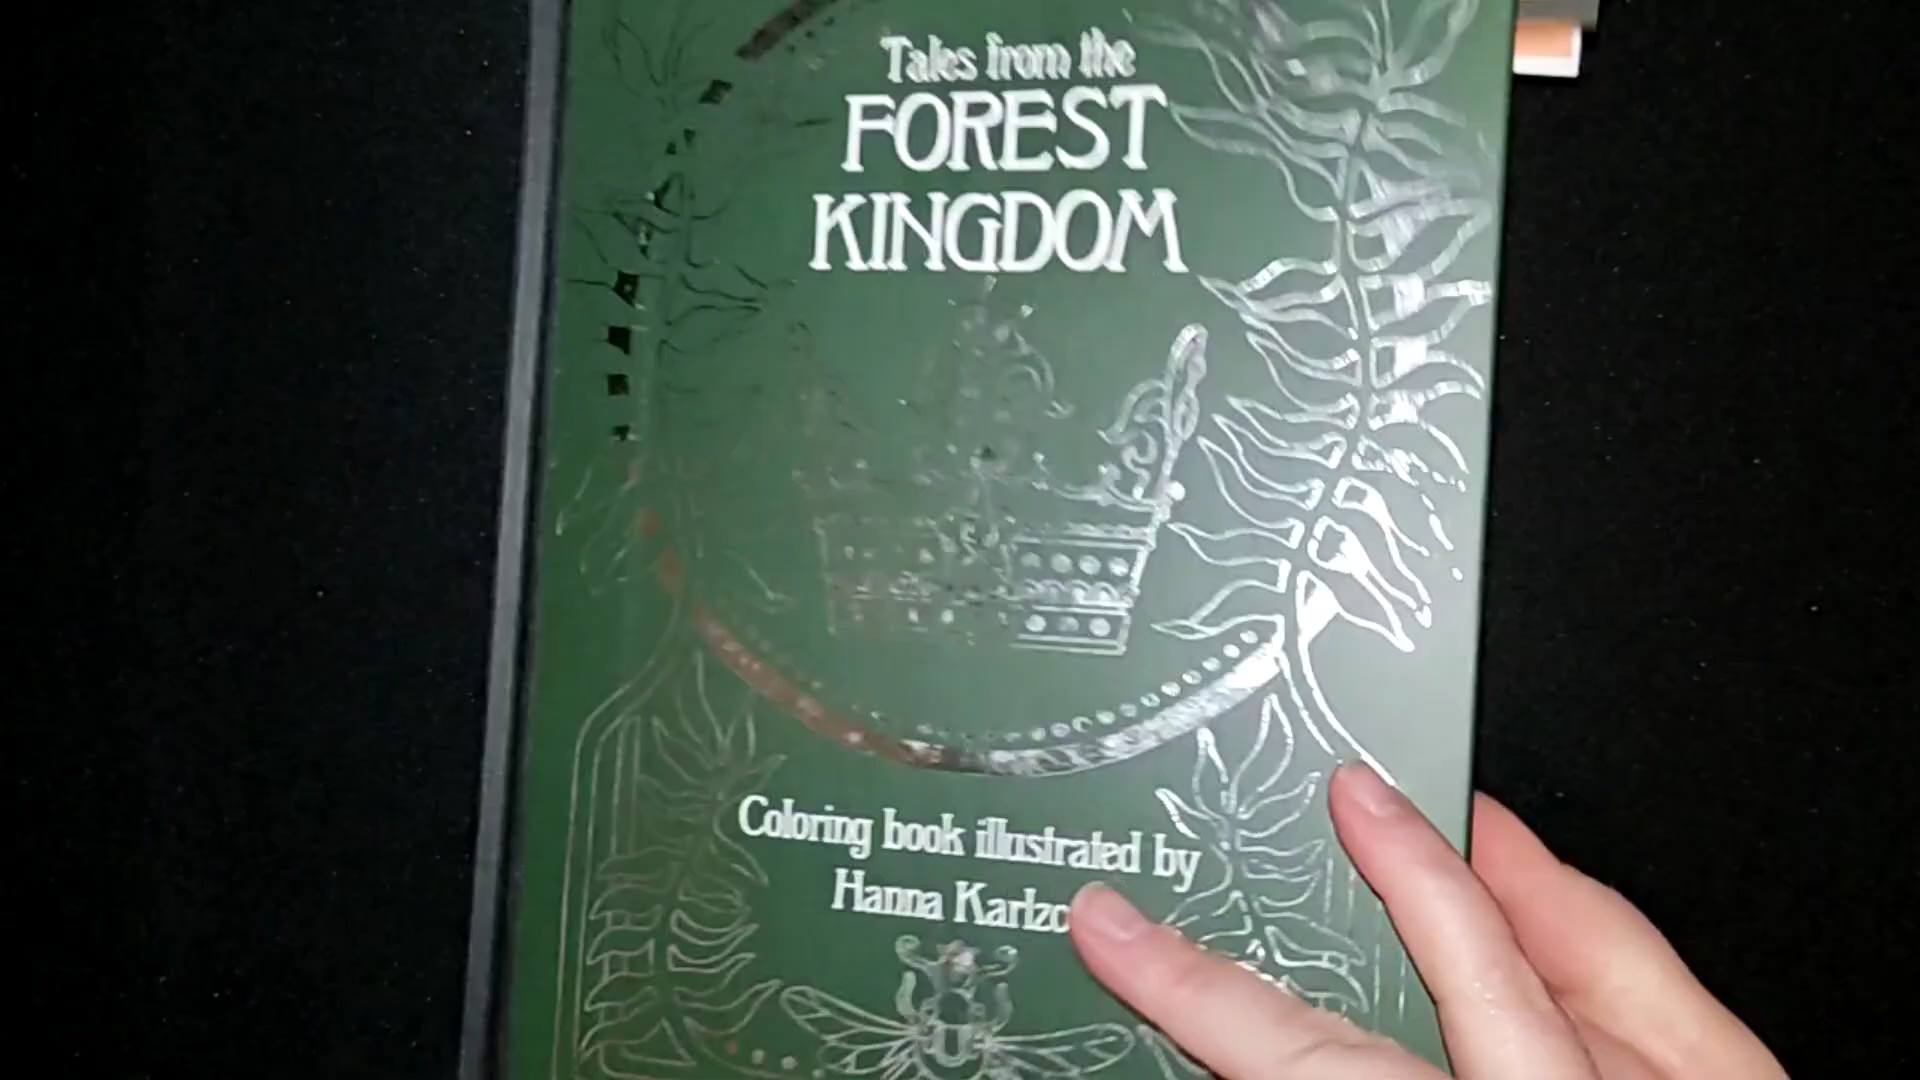 Tales from the
FOREST
KINGDOM
Coloring book illustrated by
Hanna